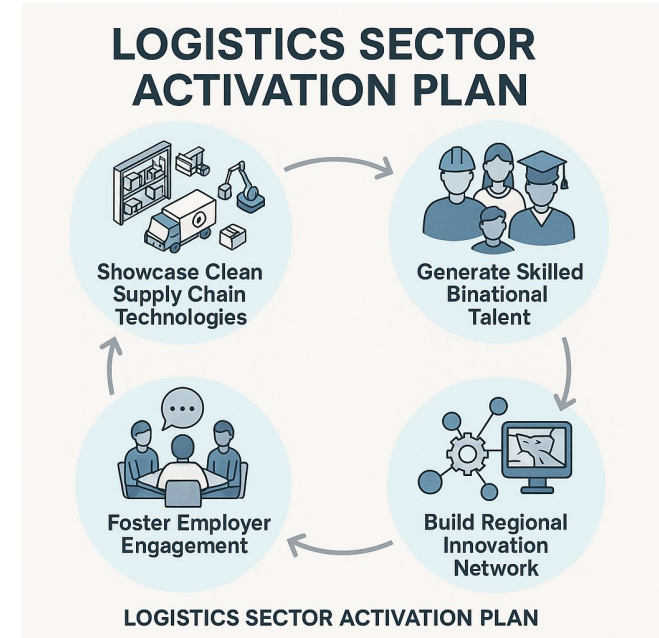 LOGISTICS SECTOR
ACTIVATION PLAN
Showcase Clean
Supply Chain
Technologies
Generate Skilled
Binational
Talent
Foster Employer
Engagement
Build Regional
Innovation
Network
LOGISTICS SECTOR ACTIVATION PLAN